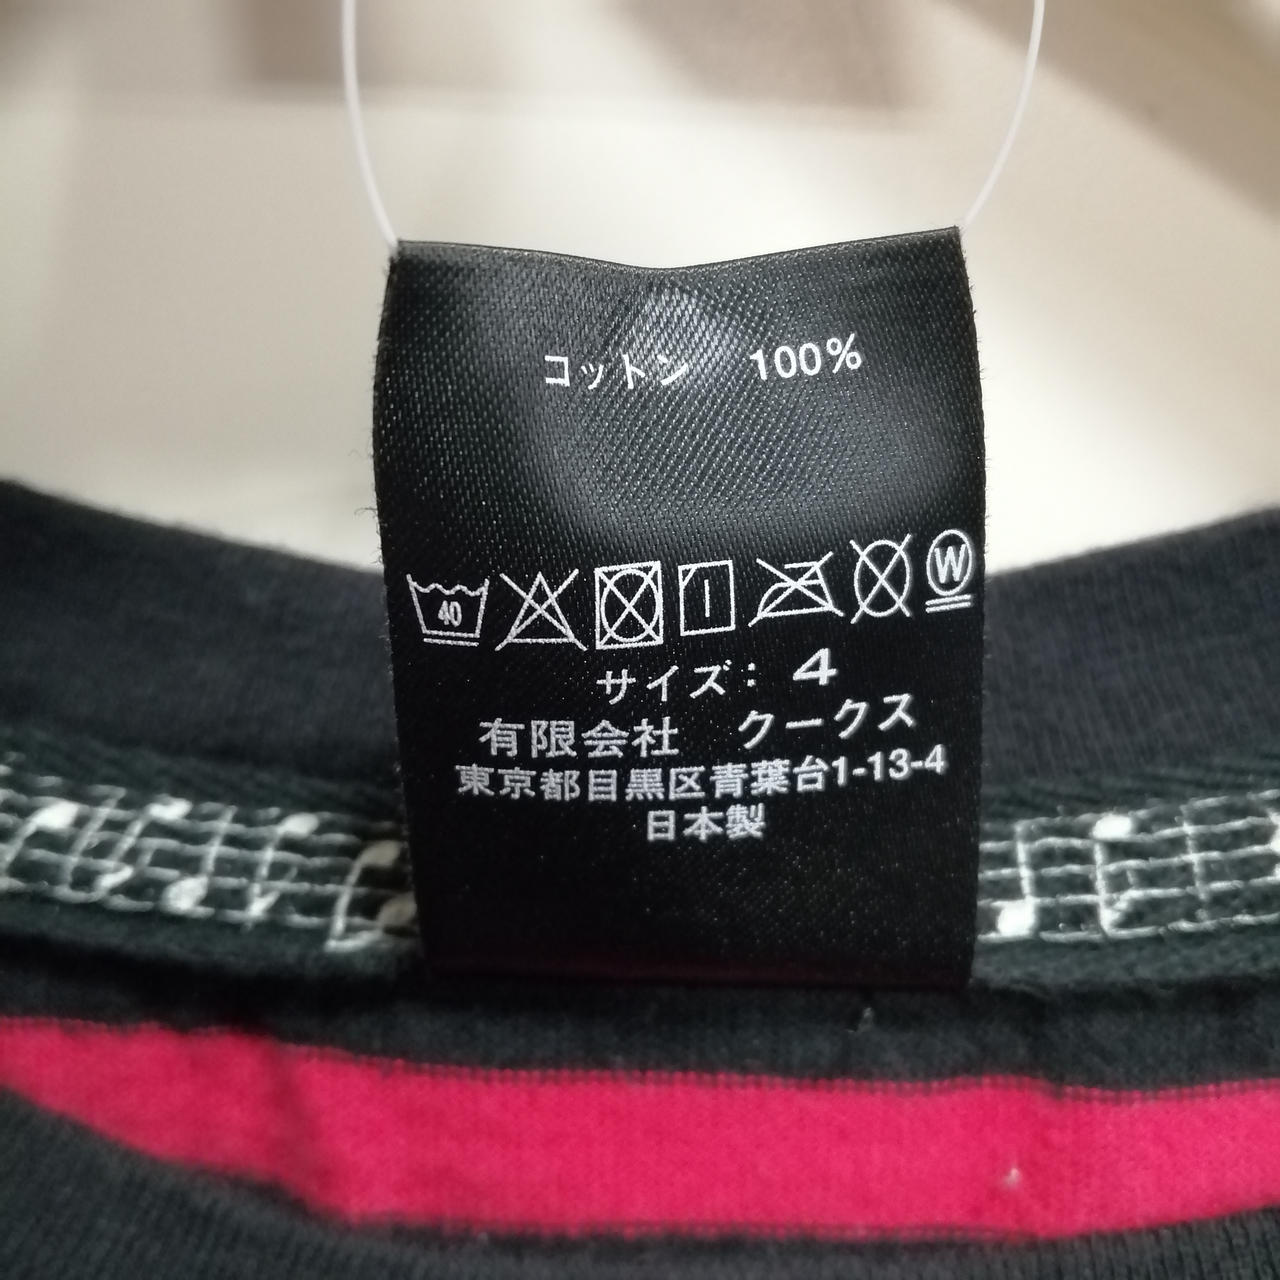 コットン 100%
40 W
サイズ: 4
有限会社 クークス
東京都目黒区青葉台1-13-4
日本製